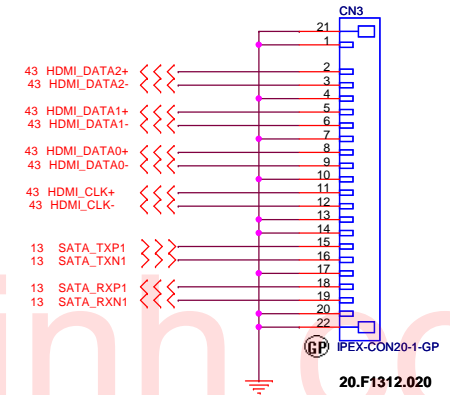 CN3
21
1
43 HDMI_DATA2+ 2
43 HDMI_DATA2- 3
4
43 HDMI_DATA1+ 5
43 HDMI_DATA1- 6
7
43 HDMI_DATA0+ 8
43 HDMI_DATA0- 9
10
43 HDMI_CLK+ 11
43 HDMI_CLK- 12
13
14
13 SATA_TXP1 15
13 SATA_TXN1 16
17
13 SATA_RXP1 18
13 SATA_RXN1 19
20
22
GP IPEX-CON20-1-GP
20.F1312.020
inh co